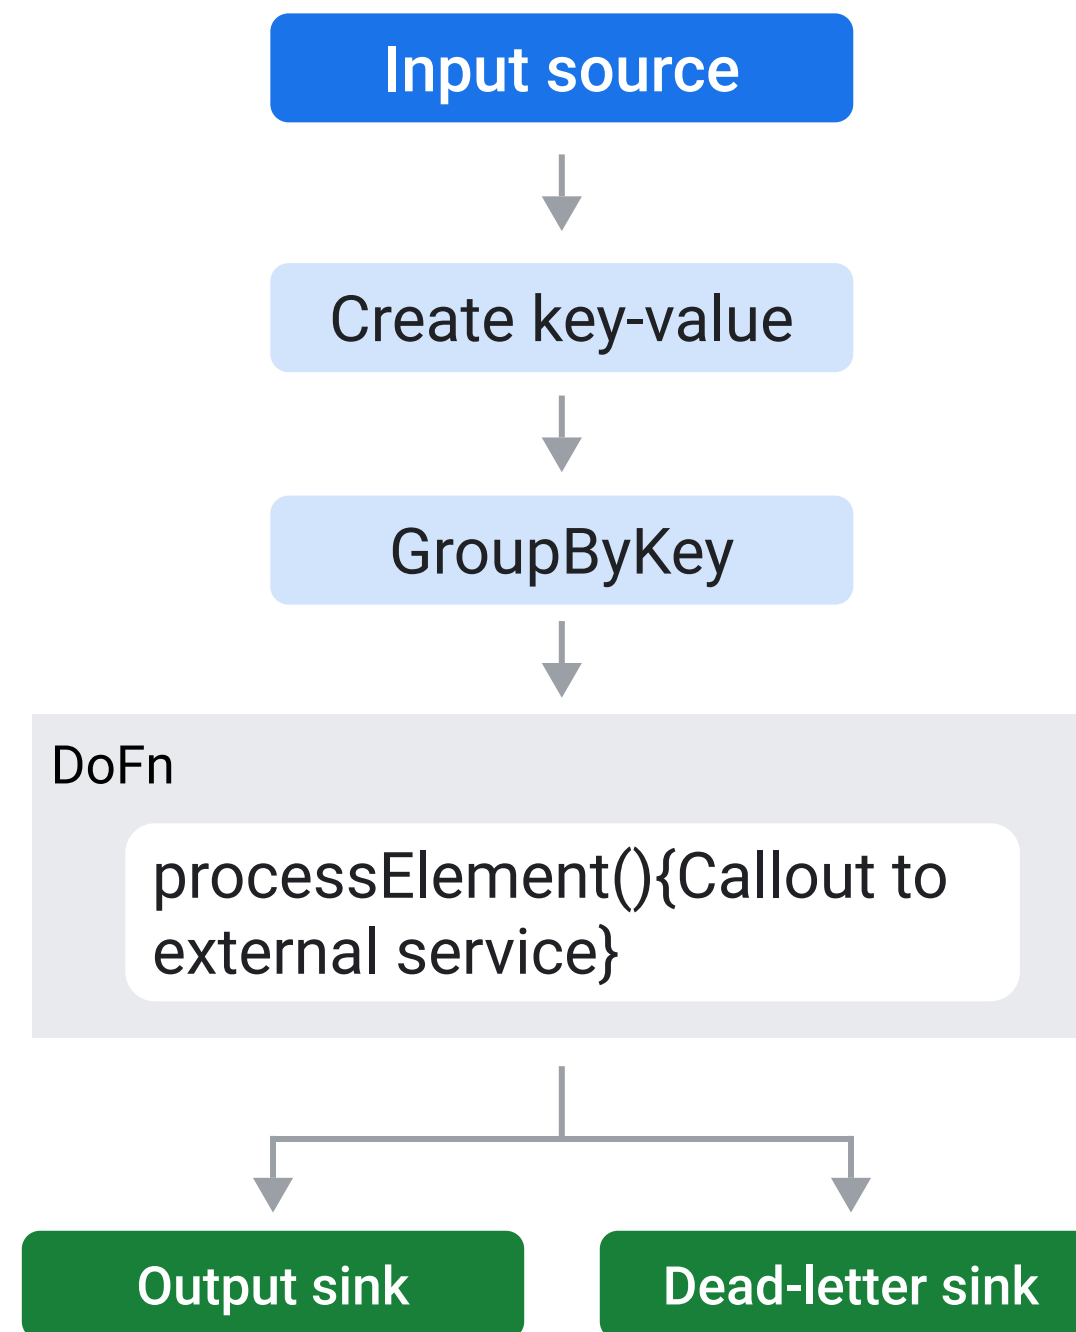 Input source
Create key-value
GroupByKey
DoFn
processElement(){Callout to
external service}
Output sink
Dead-letter sink